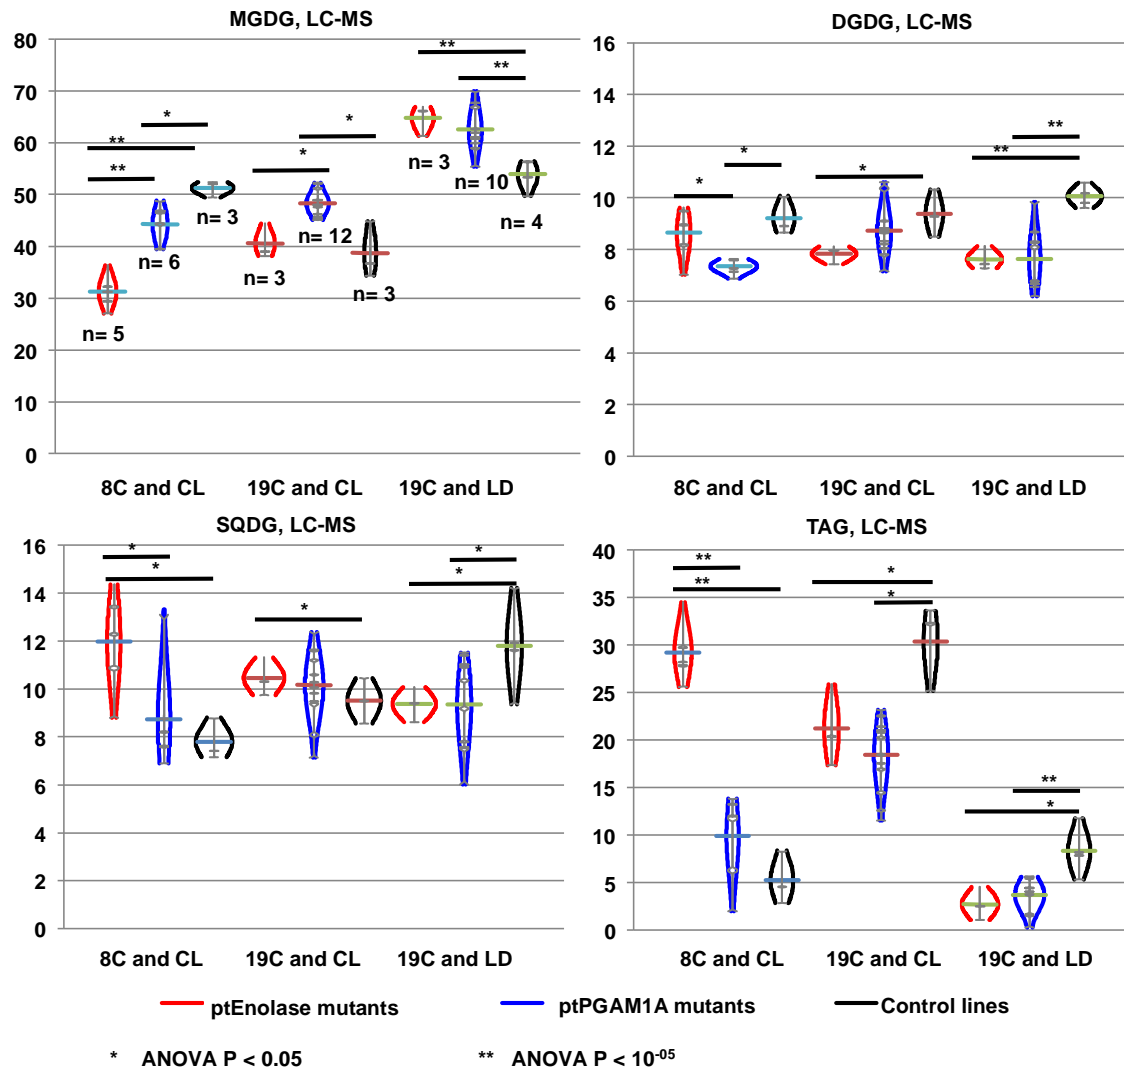 MGDG, LC-MS
80
70
60
50
40
30
20
10
0
** ** * ** ** * * ** **
n= 5
n= 6
n= 3
n= 3
n= 12
n= 3
n= 3
n= 10
n= 4
8C and CL 19C and CL 19C and LD
DGDG, LC-MS
16
14
12
10
8
6
4
2
0
* * * ** **
8C and CL 19C and CL 19C and LD
SQDG, LC-MS
16
14
12
10
8
6
4
2
0
* * * * *
8C and CL 19C and CL 19C and LD
TAG, LC-MS
40
35
30
25
20
15
10
5
0
** ** * * ** *
8C and CL 19C and CL 19C and LD
ptEnolase mutants ptPGAM1A mutants Control lines
* ANOVA P < 0.05 ** ANOVA P < 10-05